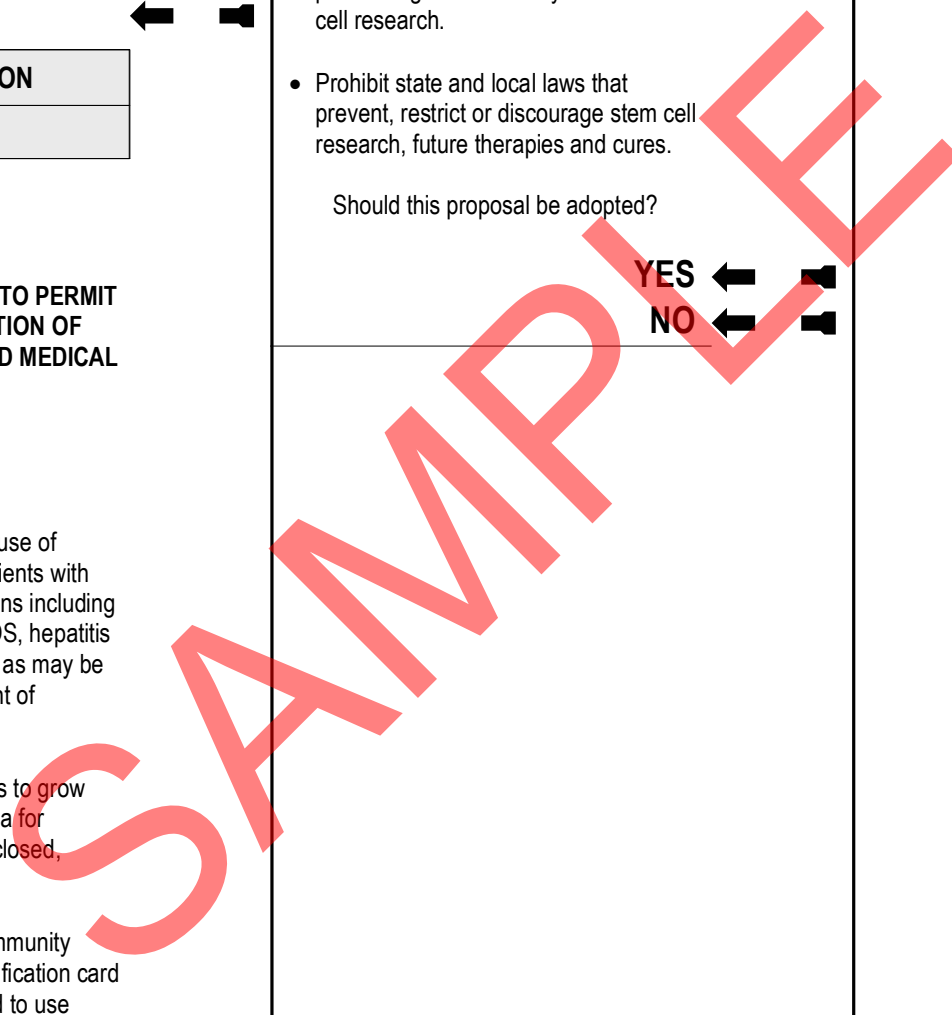 ON
TO PERMIT
TION OF
D MEDICAL
use of
ients with
ns including
OS, hepatitis
as may be
nt of
s to grow
a for
closed,
mmunity
ification card
d to use
cell research.
• Prohibit state and local laws that
prevent, restrict or discourage stem cell
research, future therapies and cures.
Should this proposal be adopted?
YES
NO
SAMPLE